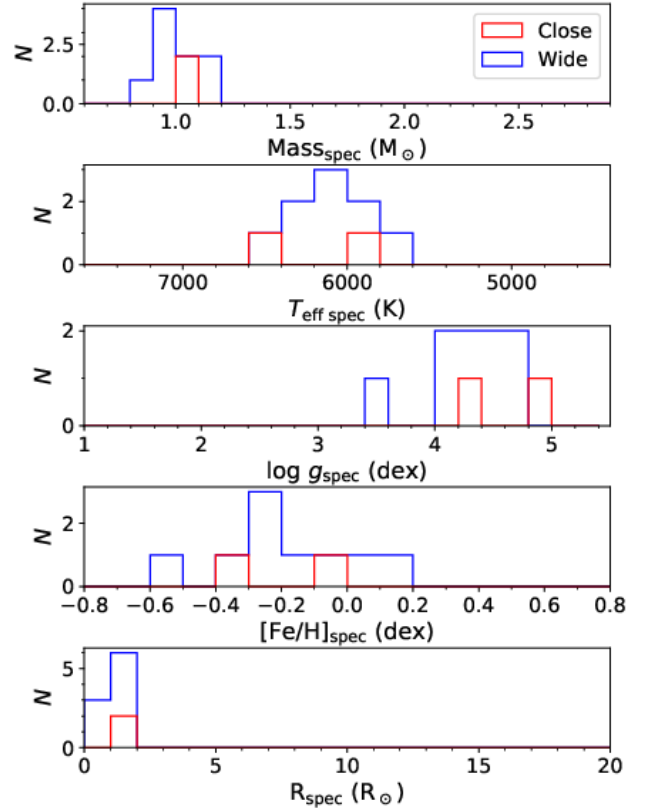 N
2.5
0.0
Close
Wide
1.0 1.5 2.0 2.5
Mass_spec (M_⊙)
N
2
0
7000 6000 5000
T_eff spec (K)
N
2
0
1 2 3 4 5
log g_spec (dex)
N
2
0
−0.8 −0.6 −0.4 −0.2 0.0 0.2 0.4 0.6 0.8
[Fe/H]_spec (dex)
N
5
0
0 5 10 15 20
R_spec (R_⊙)